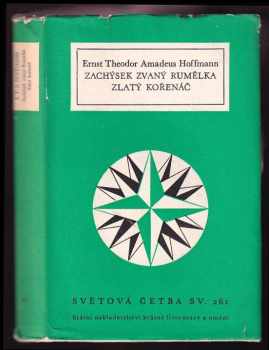 Ernst Theodor Amadeus Hoffmann
ZACHÝSEK ZVANÝ RUMĚLKA
ZLATÝ KOŘENÁČ
SVĚTOVÁ ČETBA SV. 261
Státní nakladatelství krásné literatury a umění